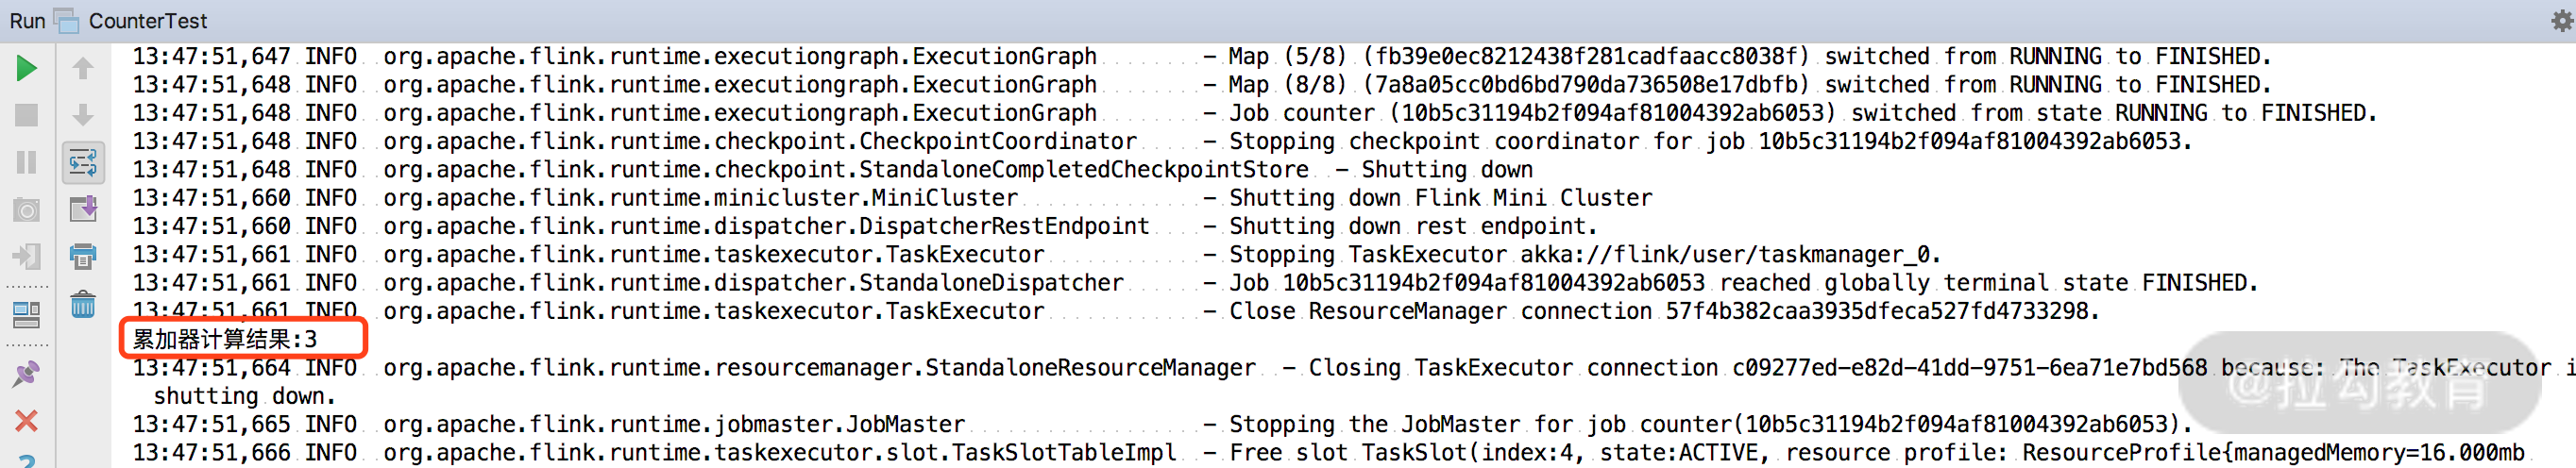 Run CounterTest
13:47:51,647 INFO org.apache.flink.runtime.executiongraph.ExecutionGraph - Map (5/8) (fb39e0ec8212438f281cadfaacc8038f) switched from RUNNING to FINISHED.
13:47:51,648 INFO org.apache.flink.runtime.executiongraph.ExecutionGraph - Map (8/8) (7a8a05cc0bd6bd790da736508e17dbfb) switched from RUNNING to FINISHED.
13:47:51,648 INFO org.apache.flink.runtime.executiongraph.ExecutionGraph - Job counter (10b5c31194b2f094af81004392ab6053) switched from state RUNNING to FINISHED.
13:47:51,648 INFO org.apache.flink.runtime.checkpoint.CheckpointCoordinator - Stopping checkpoint coordinator for job 10b5c31194b2f094af81004392ab6053.
13:47:51,648 INFO org.apache.flink.runtime.checkpoint.StandaloneCompletedCheckpointStore - Shutting down
13:47:51,660 INFO org.apache.flink.runtime.minicluster.MiniCluster - Shutting down Flink Mini Cluster
13:47:51,660 INFO org.apache.flink.runtime.dispatcher.DispatcherRestEndpoint - Shutting down rest endpoint.
13:47:51,661 INFO org.apache.flink.runtime.taskexecutor.TaskExecutor - Stopping TaskExecutor akka://flink/user/taskmanager_0.
13:47:51,661 INFO org.apache.flink.runtime.dispatcher.StandaloneDispatcher - Job 10b5c31194b2f094af81004392ab6053 reached globally terminal state FINISHED.
13:47:51,661 INFO org.apache.flink.runtime.taskexecutor.TaskExecutor - Close ResourceManager connection 57f4b382caa3935dfeca527fd4733298.
累加器计算结果:3
13:47:51,664 INFO org.apache.flink.runtime.resourcemanager.StandaloneResourceManager - Closing TaskExecutor connection c09277ed-e82d-41dd-9751-6ea71e7bd568 because: The TaskExecutor i
shutting down.
13:47:51,665 INFO org.apache.flink.runtime.jobmaster.JobMaster - Stopping the JobMaster for job counter(10b5c31194b2f094af81004392ab6053).
13:47:51,666 INFO org.apache.flink.runtime.taskexecutor.slot.TaskSlotTableImpl - Free slot TaskSlot(index:4, state:ACTIVE, resource profile: ResourceProfile{managedMemory=16.000mb
@拉勾教育